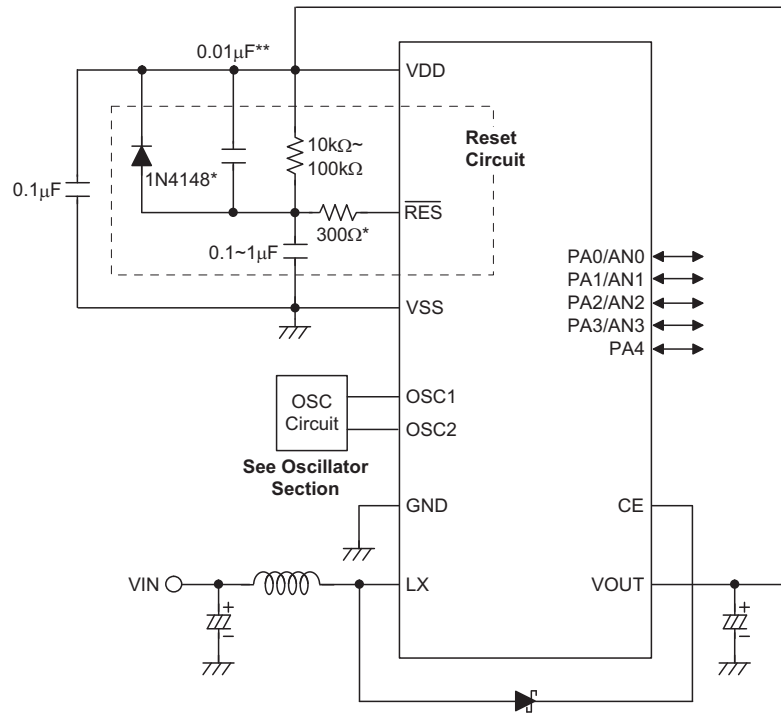 0.01μF**
VDD
Reset
Circuit
10kΩ~
100kΩ
1N4148*
0.1μF
RES
300Ω*
0.1~1μF
VSS
PA0/AN0
PA1/AN1
PA2/AN2
PA3/AN3
PA4
OSC
Circuit
OSC1
OSC2
See Oscillator
Section
GND
CE
VIN
LX
VOUT
+
−
+
−